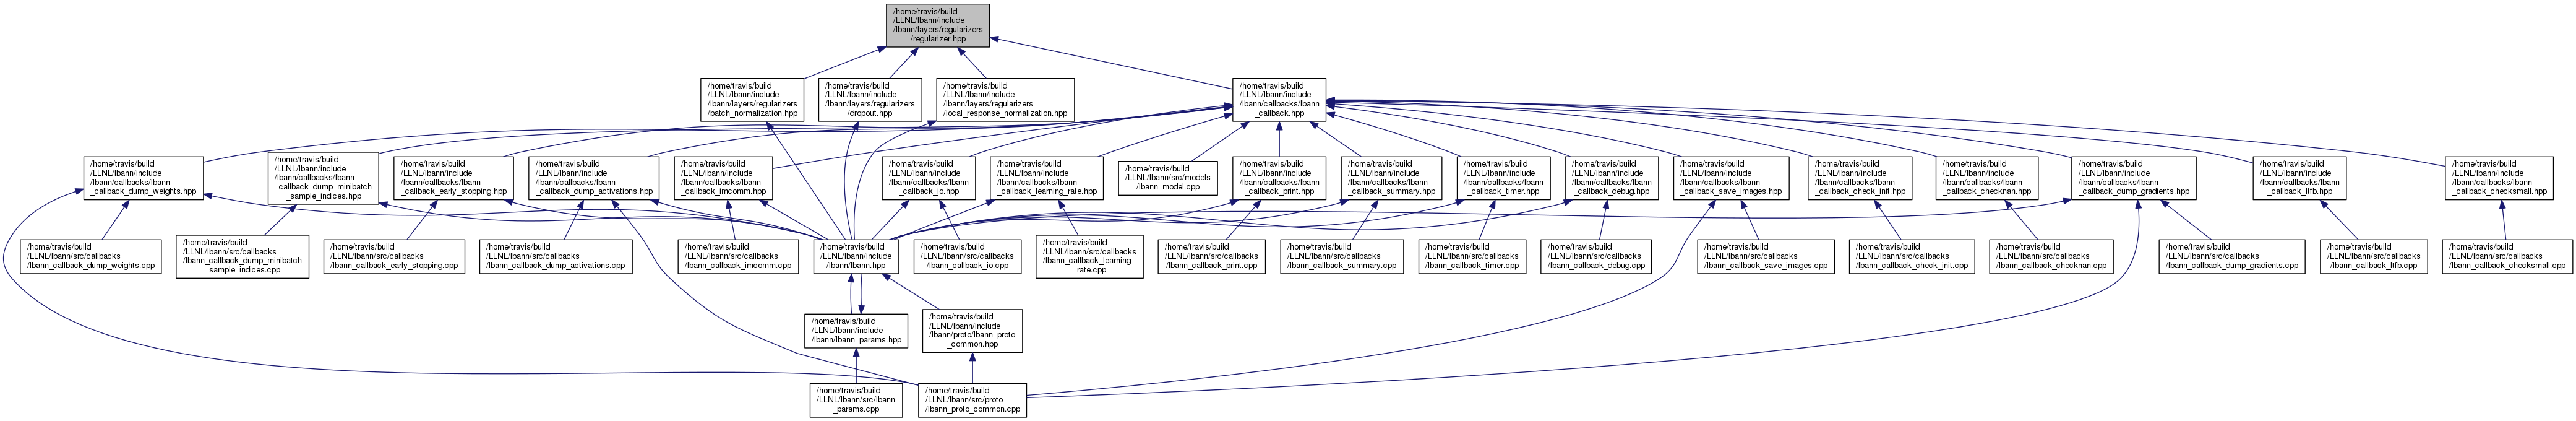 /home/travis/build
/LLNL/lbann/include
/lbann/layers/regularizers
/regularizer.hpp
/home/travis/build
/LLNL/lbann/include
/lbann/layers/regularizers
/batch_normalization.hpp
/home/travis/build
/LLNL/lbann/include
/lbann/layers/regularizers
/dropout.hpp
/home/travis/build
/LLNL/lbann/include
/lbann/layers/regularizers
/local_response_normalization.hpp
/home/travis/build
/LLNL/lbann/include
/lbann/callbacks/lbann
_callback.hpp
/home/travis/build
/LLNL/lbann/include
/lbann/callbacks/lbann
_callback_dump_weights.hpp
/home/travis/build
/LLNL/lbann/include
/lbann/callbacks/lbann
_callback_dump_minibatch
_sample_indices.hpp
/home/travis/build
/LLNL/lbann/include
/lbann/callbacks/lbann
_callback_early_stopping.hpp
/home/travis/build
/LLNL/lbann/include
/lbann/callbacks/lbann
_callback_dump_activations.hpp
/home/travis/build
/LLNL/lbann/include
/lbann/callbacks/lbann
_callback_imcomm.hpp
/home/travis/build
/LLNL/lbann/include
/lbann/callbacks/lbann
_callback_io.hpp
/home/travis/build
/LLNL/lbann/include
/lbann/callbacks/lbann
_callback_learning_rate.hpp
/home/travis/build
/LLNL/lbann/src/models
/lbann_model.cpp
/home/travis/build
/LLNL/lbann/include
/lbann/callbacks/lbann
_callback_print.hpp
/home/travis/build
/LLNL/lbann/include
/lbann/callbacks/lbann
_callback_summary.hpp
/home/travis/build
/LLNL/lbann/include
/lbann/callbacks/lbann
_callback_timer.hpp
/home/travis/build
/LLNL/lbann/include
/lbann/callbacks/lbann
_callback_debug.hpp
/home/travis/build
/LLNL/lbann/include
/lbann/callbacks/lbann
_callback_save_images.hpp
/home/travis/build
/LLNL/lbann/include
/lbann/callbacks/lbann
_callback_check_init.hpp
/home/travis/build
/LLNL/lbann/include
/lbann/callbacks/lbann
_callback_checknan.hpp
/home/travis/build
/LLNL/lbann/include
/lbann/callbacks/lbann
_callback_dump_gradients.hpp
/home/travis/build
/LLNL/lbann/include
/lbann/callbacks/lbann
_callback_ltfb.hpp
/home/travis/build
/LLNL/lbann/include
/lbann/callbacks/lbann
_callback_checksmall.hpp
/home/travis/build
/LLNL/lbann/src/callbacks
/lbann_callback_dump_weights.cpp
/home/travis/build
/LLNL/lbann/src/callbacks
/lbann_callback_dump_minibatch
_sample_indices.cpp
/home/travis/build
/LLNL/lbann/src/callbacks
/lbann_callback_early_stopping.cpp
/home/travis/build
/LLNL/lbann/src/callbacks
/lbann_callback_dump_activations.cpp
/home/travis/build
/LLNL/lbann/src/callbacks
/lbann_callback_imcomm.cpp
/home/travis/build
/LLNL/lbann/include
/lbann/lbann.hpp
/home/travis/build
/LLNL/lbann/src/callbacks
/lbann_callback_io.cpp
/home/travis/build
/LLNL/lbann/src/callbacks
/lbann_callback_learning
_rate.cpp
/home/travis/build
/LLNL/lbann/src/callbacks
/lbann_callback_print.cpp
/home/travis/build
/LLNL/lbann/src/callbacks
/lbann_callback_summary.cpp
/home/travis/build
/LLNL/lbann/src/callbacks
/lbann_callback_timer.cpp
/home/travis/build
/LLNL/lbann/src/callbacks
/lbann_callback_debug.cpp
/home/travis/build
/LLNL/lbann/src/callbacks
/lbann_callback_save_images.cpp
/home/travis/build
/LLNL/lbann/src/callbacks
/lbann_callback_check_init.cpp
/home/travis/build
/LLNL/lbann/src/callbacks
/lbann_callback_checknan.cpp
/home/travis/build
/LLNL/lbann/src/callbacks
/lbann_callback_dump_gradients.cpp
/home/travis/build
/LLNL/lbann/src/callbacks
/lbann_callback_ltfb.cpp
/home/travis/build
/LLNL/lbann/src/callbacks
/lbann_callback_checksmall.cpp
/home/travis/build
/LLNL/lbann/include
/lbann/lbann_params.hpp
/home/travis/build
/LLNL/lbann/include
/lbann/proto/lbann_proto
_common.hpp
/home/travis/build
/LLNL/lbann/src/lbann
_params.cpp
/home/travis/build
/LLNL/lbann/src/proto
/lbann_proto_common.cpp